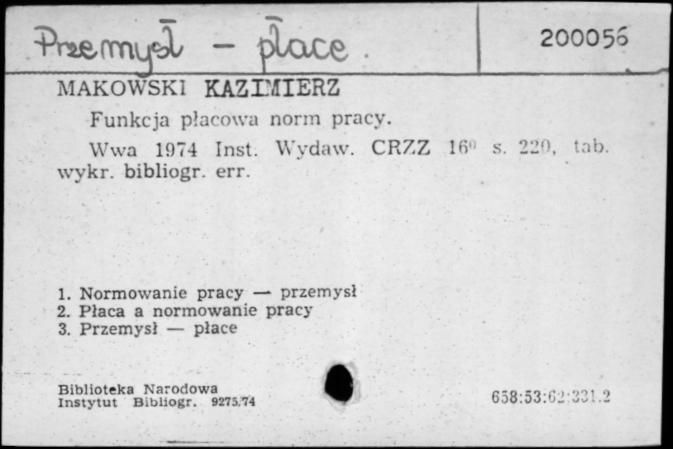 Przemysł - płace.
200056
MAKOWSKI KAZIMIERZ
Funkcja płacowa norm pracy.
Wwa 1974 Inst. Wydaw. CRZZ 16⁰ s. 220, tab.
wykr. bibliogr. err.
1. Normowanie pracy — przemysł
2. Płaca a normowanie pracy
3. Przemysł — płace
Biblioteka Narodowa
Instytut Bibliogr. 9275/74
658:53:62:331.2